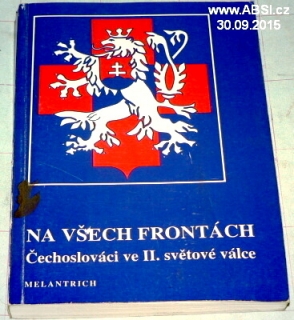 www.ABSI.cz
30.09.2015
NA VŠECH FRONTÁCH
Čechoslováci ve II. světové válce
MELANTRICH